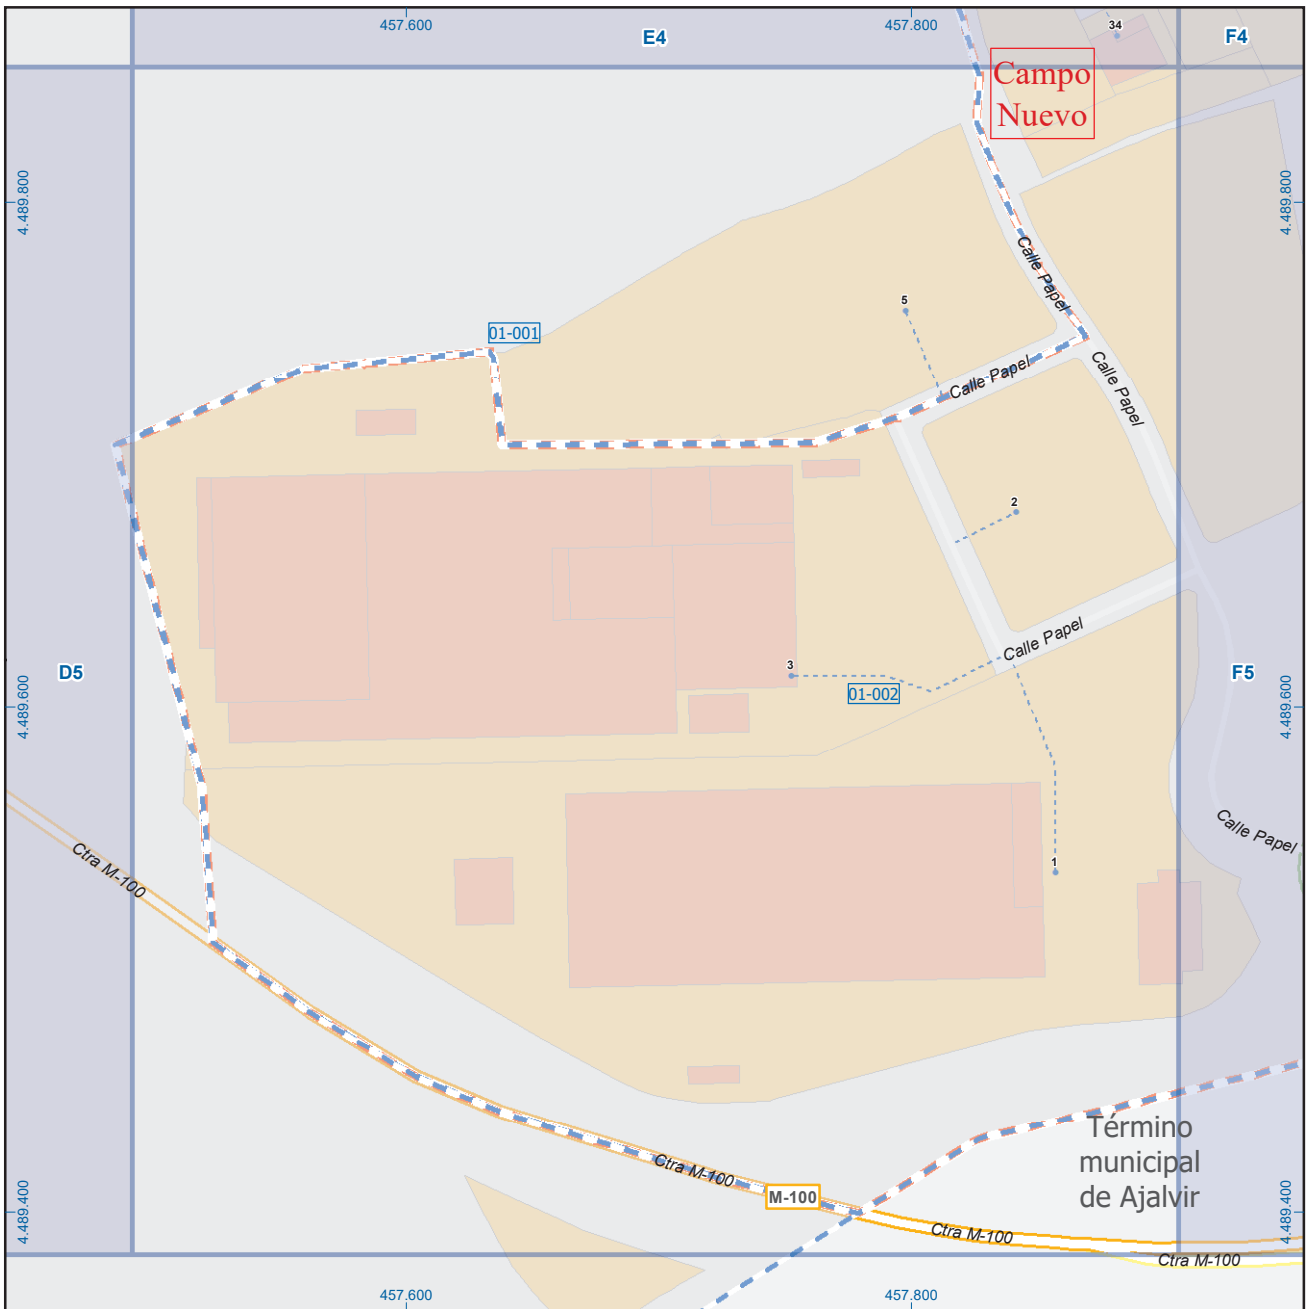 457.600
457.800
E4
34
F4
Campo
Nuevo
4.489.800
4.489.800
Calle Papel
5
01-001
Calle Papel
Calle Papel
2
Calle Papel
3
01-002
D5
F5
4.489.600
4.489.600
Calle Papel
Ctra M-100
1
Término
municipal
de Ajalvir
Ctra M-100
M-100
4.489.400
4.489.400
Ctra M-100
Ctra M-100
457.600
457.800